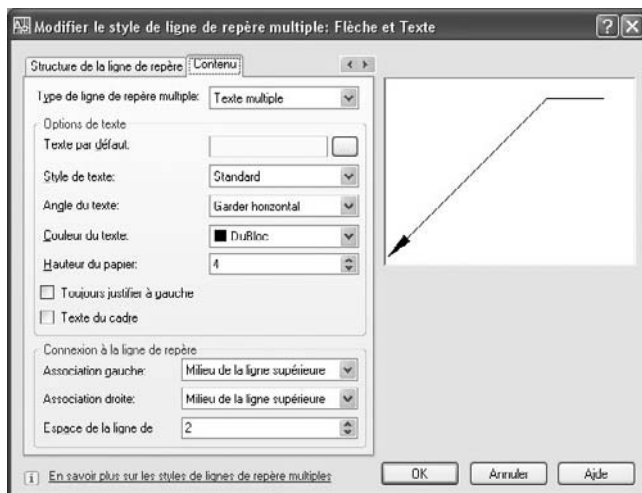 Modifier le style de ligne de repère multiple: Flèche et Texte
Structure de la ligne de repère Contenu
Type de ligne de repère multiple: Texte multiple
Options de texte
Texte par défaut:
Style de texte: Standard
Angle du texte: Garder horizontal
Couleur du texte: DuBloc
Hauteur du papier: 4
Toujours justifier à gauche
Texte du cadre
Connexion à la ligne de repère
Association gauche: Milieu de la ligne supérieure
Association droite: Milieu de la ligne supérieure
Espace de la ligne de 2
En savoir plus sur les styles de lignes de repère multiples
OK Annuler Aide